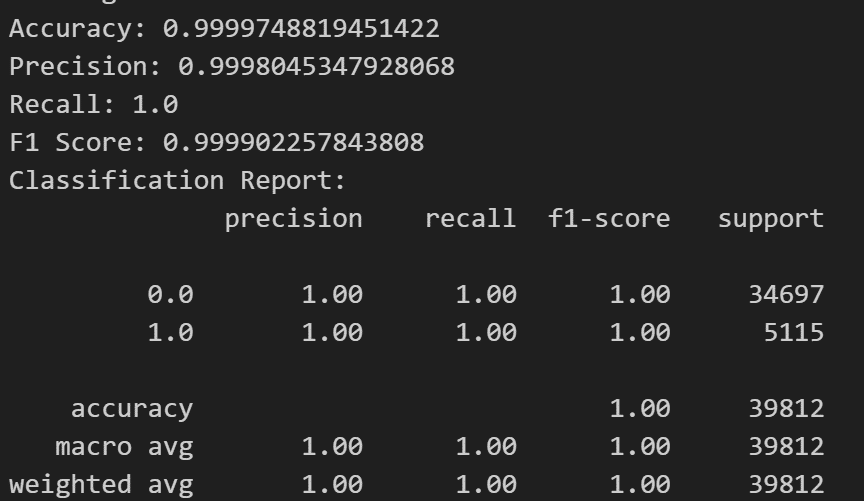 Accuracy: 0.9999748819451422
Precision: 0.9998045347928068
Recall: 1.0
F1 Score: 0.999902257843808
Classification Report:
precision recall f1-score support
0.0 1.00 1.00 1.00 34697
1.0 1.00 1.00 1.00 5115
accuracy 1.00 39812
macro avg 1.00 1.00 1.00 39812
weighted avg 1.00 1.00 1.00 39812